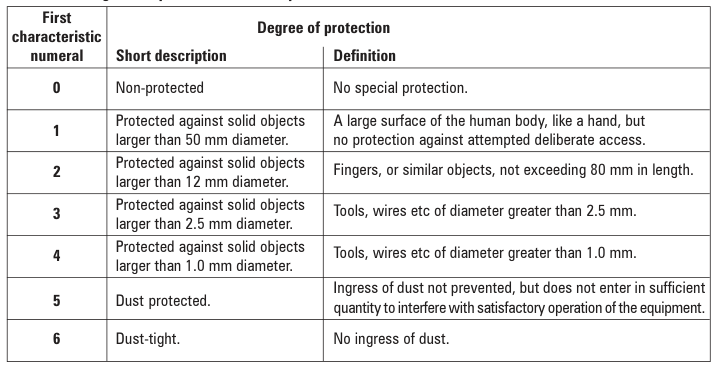 First
characteristic
numeral
Degree of protection
Short description
Definition
0
Non-protected
No special protection.
1
Protected against solid objects
larger than 50 mm diameter.
A large surface of the human body, like a hand, but
no protection against attempted deliberate access.
2
Protected against solid objects
larger than 12 mm diameter.
Fingers, or similar objects, not exceeding 80 mm in length.
3
Protected against solid objects
larger than 2.5 mm diameter.
Tools, wires etc of diameter greater than 2.5 mm.
4
Protected against solid objects
larger than 1.0 mm diameter.
Tools, wires etc of diameter greater than 1.0 mm.
5
Dust protected.
Ingress of dust not prevented, but does not enter in sufficient
quantity to interfere with satisfactory operation of the equipment.
6
Dust-tight.
No ingress of dust.